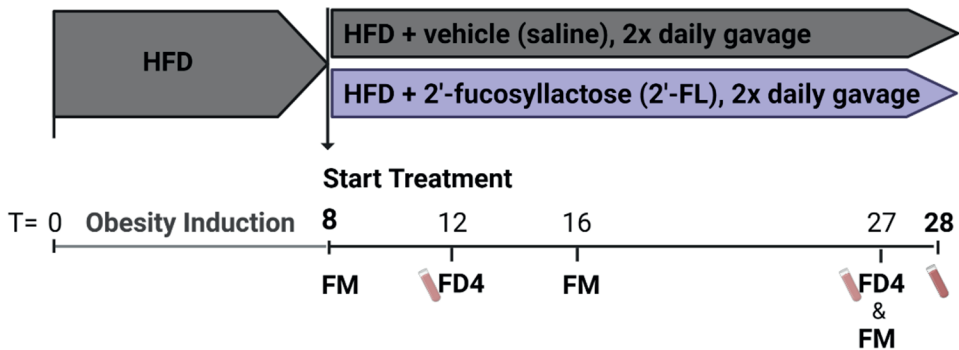 HFD
HFD + vehicle (saline), 2x daily gavage
HFD + 2'-fucosyllactose (2'-FL), 2x daily gavage
Start Treatment
T= 0 Obesity Induction 8 12 16 27 28
FM FD4 FM FD4
&
FM